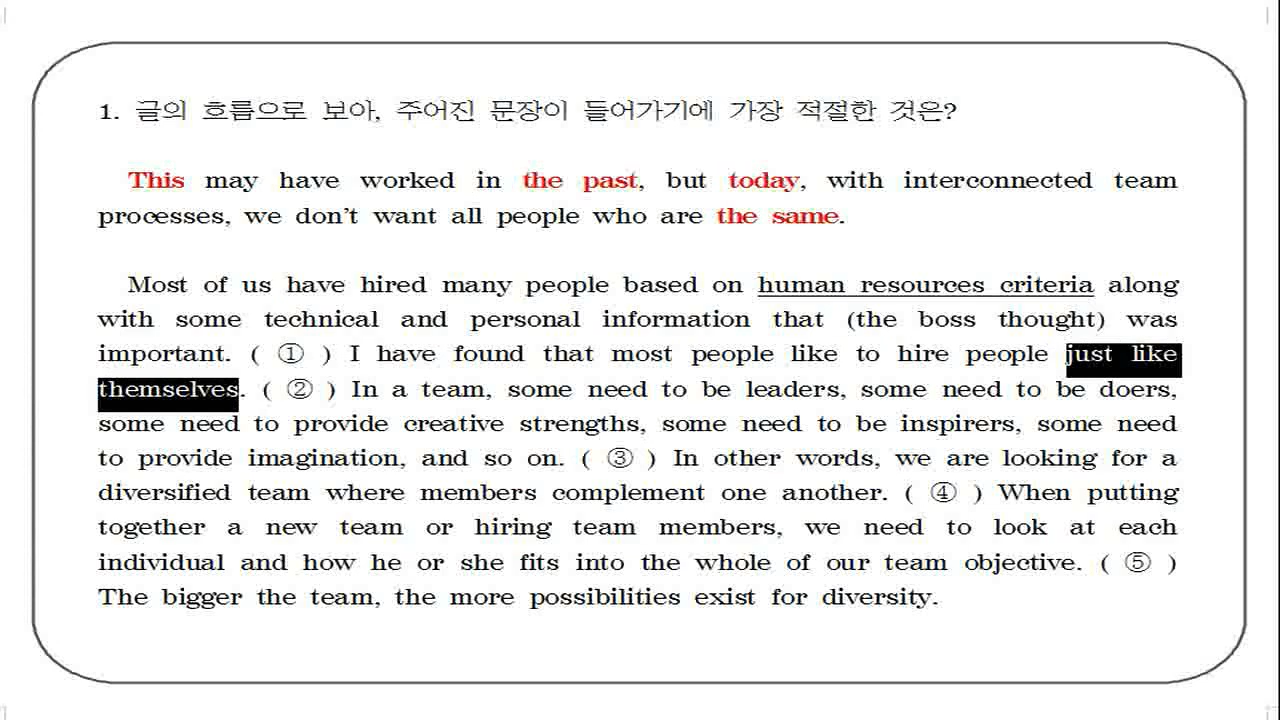 1. 글의 흐름으로 보아, 주어진 문장이 들어가기에 가장 적절한 것은?
This may have worked in the past, but today, with interconnected team
processes, we don't want all people who are the same.
Most of us have hired many people based on human resources criteria along
with some technical and personal information that (the boss thought) was
important. ( ① ) I have found that most people like to hire people just like
themselves. ( ② ) In a team, some need to be leaders, some need to be doers,
some need to provide creative strengths, some need to be inspirers, some need
to provide imagination, and so on. ( ③ ) In other words, we are looking for a
diversified team where members complement one another. ( ④ ) When putting
together a new team or hiring team members, we need to look at each
individual and how he or she fits into the whole of our team objective. ( ⑤ )
The bigger the team, the more possibilities exist for diversity.